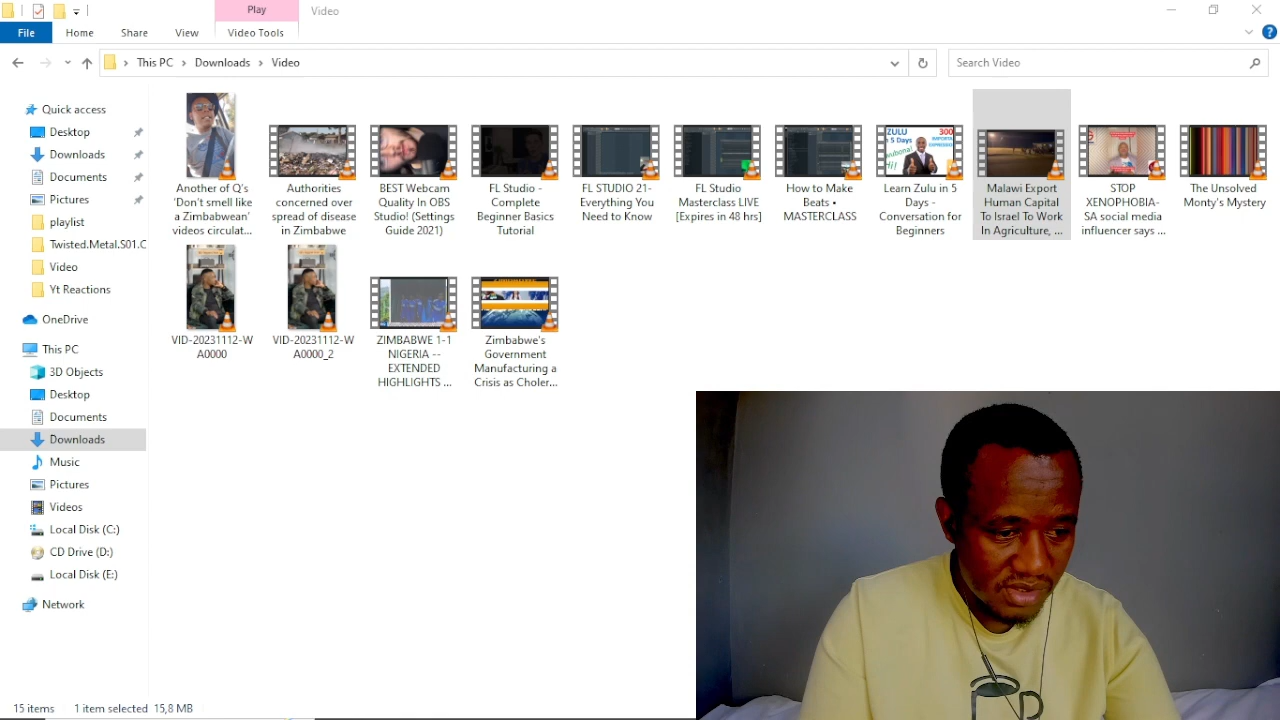 Play
Video
File
Home
Share
View
Video Tools
This PC
Downloads
Video
Search Video
Quick access
Desktop
Downloads
Documents
Pictures
playlist
Twisted.Metal.S01.C
Video
Yt Reactions
OneDrive
This PC
3D Objects
Desktop
Documents
Downloads
Music
Pictures
Videos
Local Disk (C:)
CD Drive (D:)
Local Disk (E:)
Network
Another of Q's
'Don't smell like
a Zimbabwean'
videos circulat...
Authorities
concerned over
spread of disease
in Zimbabwe
BEST Webcam
Quality In OBS
Studio! (Settings
Guide 2021)
FL Studio -
Complete
Beginner Basics
Tutorial
FL STUDIO 21-
Everything You
Need to Know
FL Studio
Masterclass LIVE
[Expires in 48 hrs]
How to Make
Beats •
MASTERCLASS
ZULU
300
n 5 Days
Learn Zulu in 5
Days -
Conversation for
Beginners
Malawi Export
Human Capital
To Israel To Work
In Agriculture, ...
STOP
XENOPHOBIA-
SA social media
influencer says ...
The Unsolved
Monty's Mystery
VID-20231112-W
A0000
VID-20231112-W
A0000_2
ZIMBABWE 1-1
NIGERIA --
EXTENDED
HIGHLIGHTS ...
Zimbabwe's
Government
Manufacturing a
Crisis as Choler...
15 items
1 item selected 15,8 MB